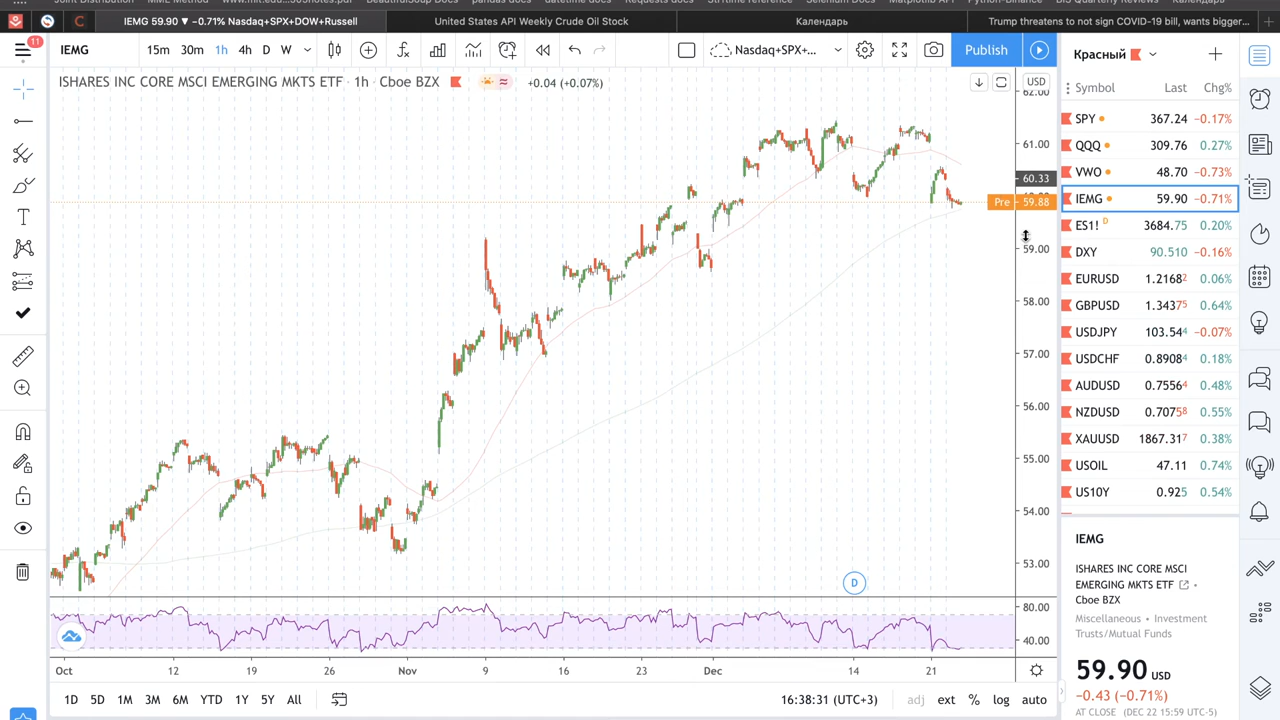 IEMG 59.90 ▼ −0.71% Nasdaq+SPX+DOW+Russell
United States API Weekly Crude Oil Stock
Календарь
Trump threatens to not sign COVID-19 bill, wants bigger...
11
IEMG
15m 30m 1h 4h D W
Nasdaq+SPX+...
Publish
Красный
ISHARES INC CORE MSCI EMERGING MKTS ETF · 1h · Cboe BZX
+0.04 (+0.07%)
USD
Symbol Last Chg%
SPY 367.24 −0.17%
QQQ 309.76 0.27%
VWO 48.70 −0.73%
IEMG 59.90 −0.71%
ES1! D 3684.75 0.20%
DXY 90.510 −0.16%
EURUSD 1.21682 0.06%
GBPUSD 1.34375 0.64%
USDJPY 103.544 −0.07%
USDCHF 0.89084 0.18%
AUDUSD 0.75564 0.48%
NZDUSD 0.70758 0.55%
XAUUSD 1867.317 0.38%
USOIL 47.11 0.74%
US10Y 0.925 0.54%
62.00
61.00
60.33
Pre 59.88
59.00
58.00
57.00
56.00
55.00
54.00
53.00
80.00
40.00
D
Oct 12 19 26 Nov 9 16 23 Dec 14 21
1D 5D 1M 3M 6M YTD 1Y 5Y All
16:38:31 (UTC+3)
adj ext % log auto
IEMG
ISHARES INC CORE MSCI
EMERGING MKTS ETF •
Cboe BZX
Miscellaneous • Investment
Trusts/Mutual Funds
59.90 USD
−0.43 (−0.71%)
AT CLOSE (DEC 22 15:59 UTC-5)